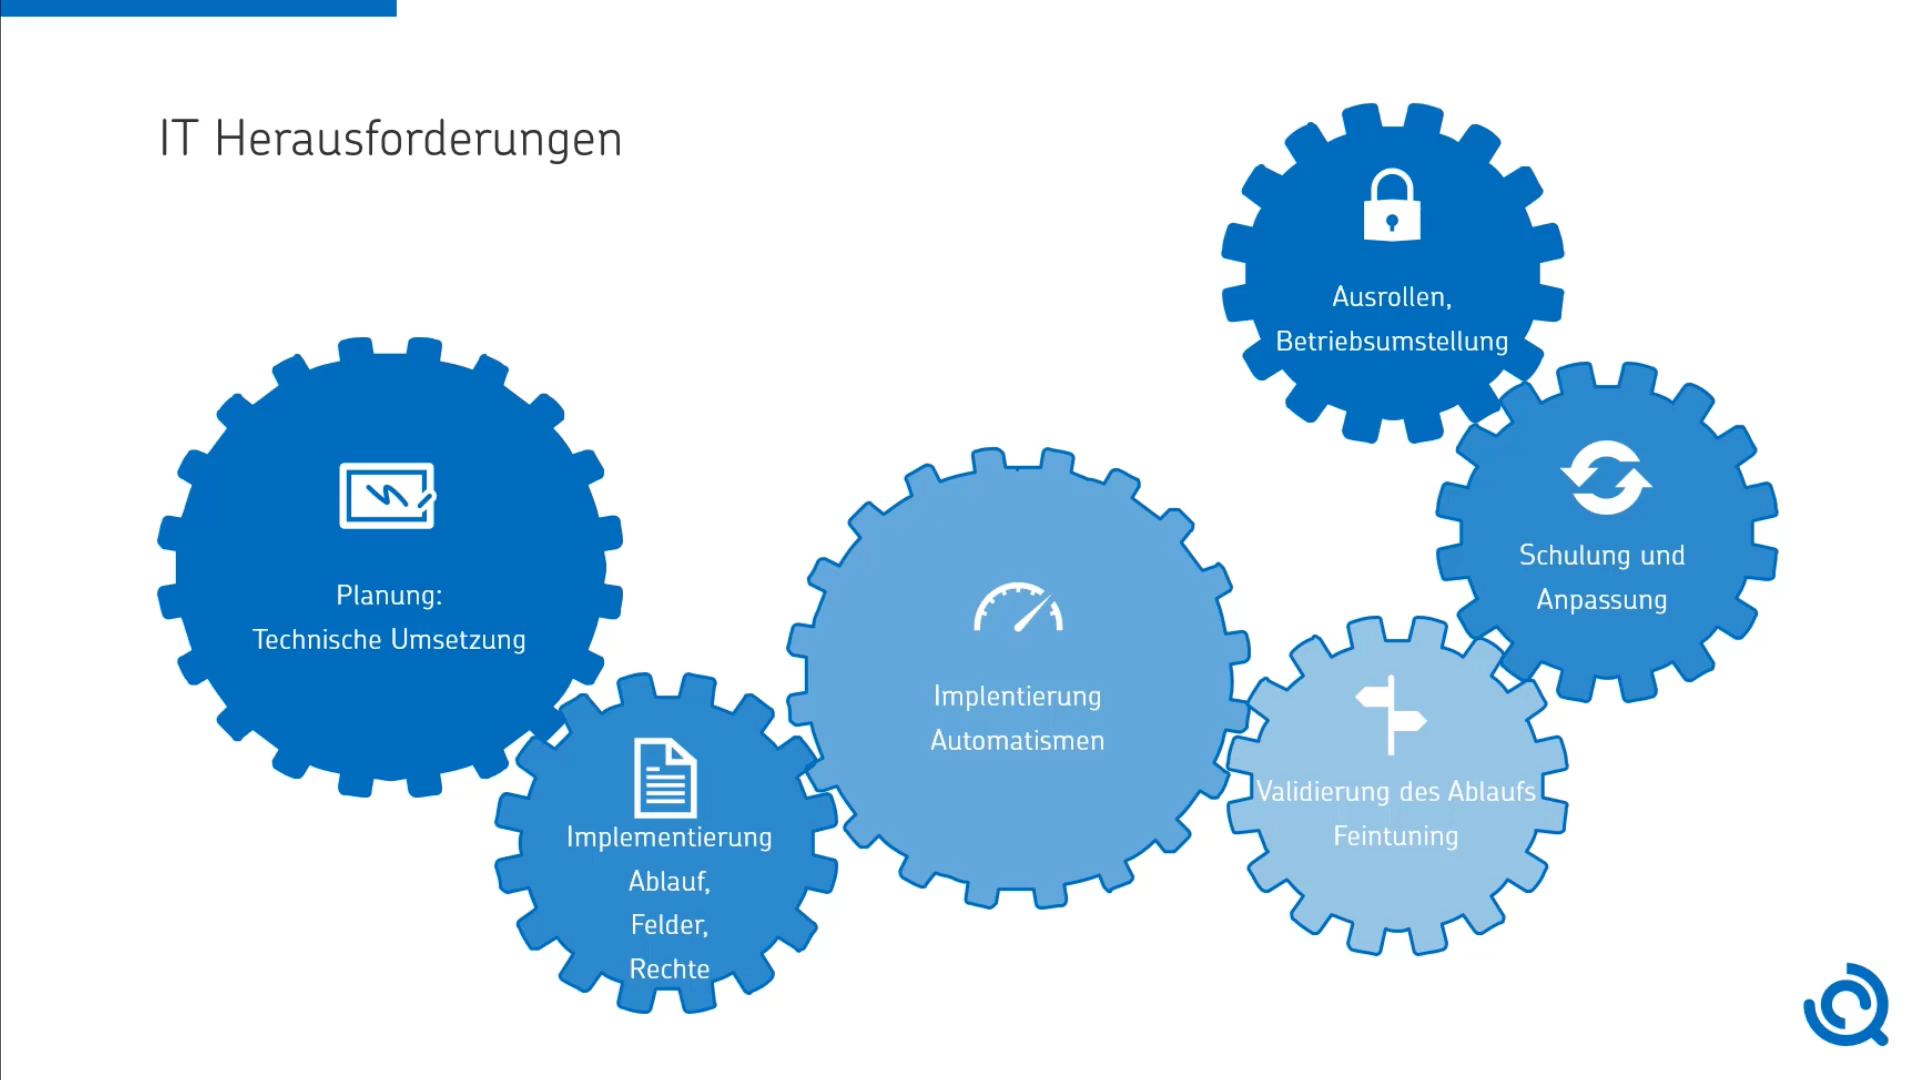 IT Herausforderungen
Planung:
Technische Umsetzung
Implementierung
Ablauf,
Felder,
Rechte
Implentierung
Automatismen
Validierung des Ablaufs
Feintuning
Schulung und
Anpassung
Ausrollen,
Betriebsumstellung